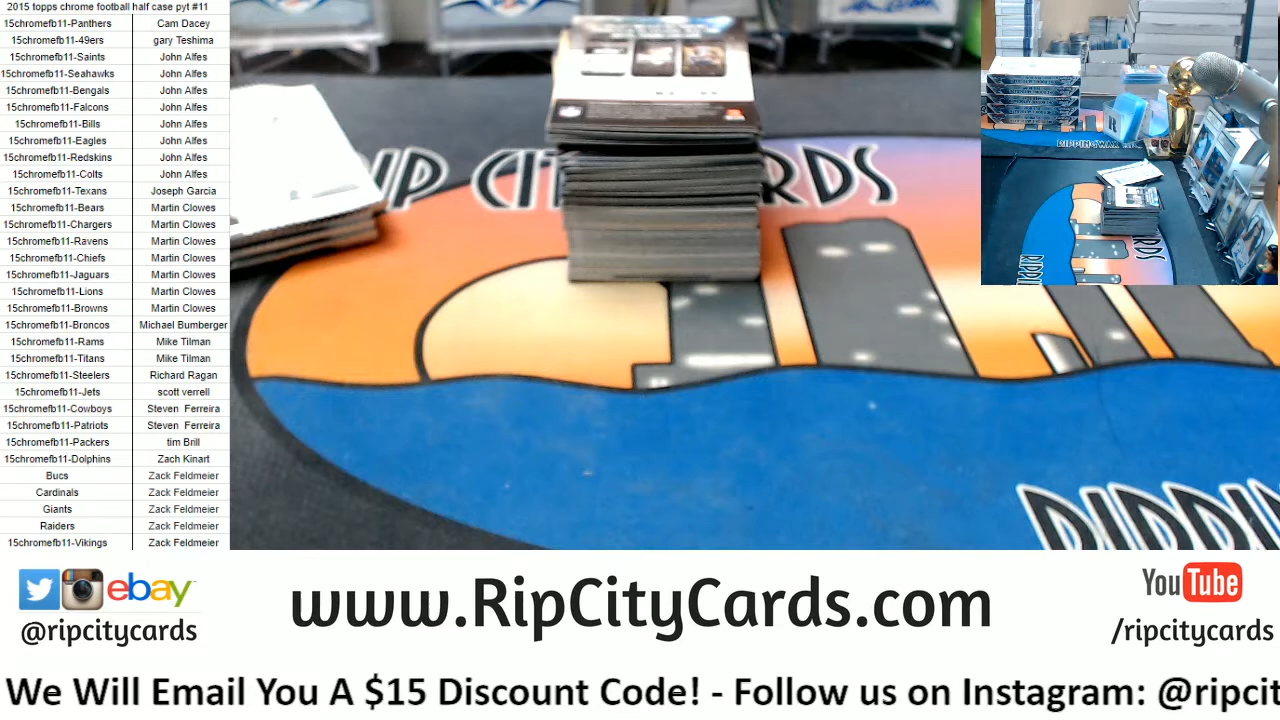 2015 topps chrome football half case pyt #11
15chromefb11-Panthers Cam Dacey
15chromefb11-49ers gary Teshima
15chromefb11-Saints John Alfes
15chromefb11-Seahawks John Alfes
15chromefb11-Bengals John Alfes
15chromefb11-Falcons John Alfes
15chromefb11-Bills John Alfes
15chromefb11-Eagles John Alfes
15chromefb11-Redskins John Alfes
15chromefb11-Colts John Alfes
15chromefb11-Texans Joseph Garcia
15chromefb11-Bears Martin Clowes
15chromefb11-Chargers Martin Clowes
15chromefb11-Ravens Martin Clowes
15chromefb11-Chiefs Martin Clowes
15chromefb11-Jaguars Martin Clowes
15chromefb11-Lions Martin Clowes
15chromefb11-Browns Martin Clowes
15chromefb11-Broncos Michael Bumberger
15chromefb11-Rams Mike Tilman
15chromefb11-Titans Mike Tilman
15chromefb11-Steelers Richard Ragan
15chromefb11-Jets scott verrell
15chromefb11-Cowboys Steven Ferreira
15chromefb11-Patriots Steven Ferreira
15chromefb11-Packers tim Brill
15chromefb11-Dolphins Zach Kinart
Bucs Zack Feldmeier
Cardinals Zack Feldmeier
Giants Zack Feldmeier
Raiders Zack Feldmeier
15chromefb11-Vikings Zack Feldmeier
IP CIT RDS
RIPPIN
ebay
@ripcitycards
www.RipCityCards.com
YouTube
/ripcitycards
We Will Email You A $15 Discount Code! - Follow us on Instagram: @ripcit